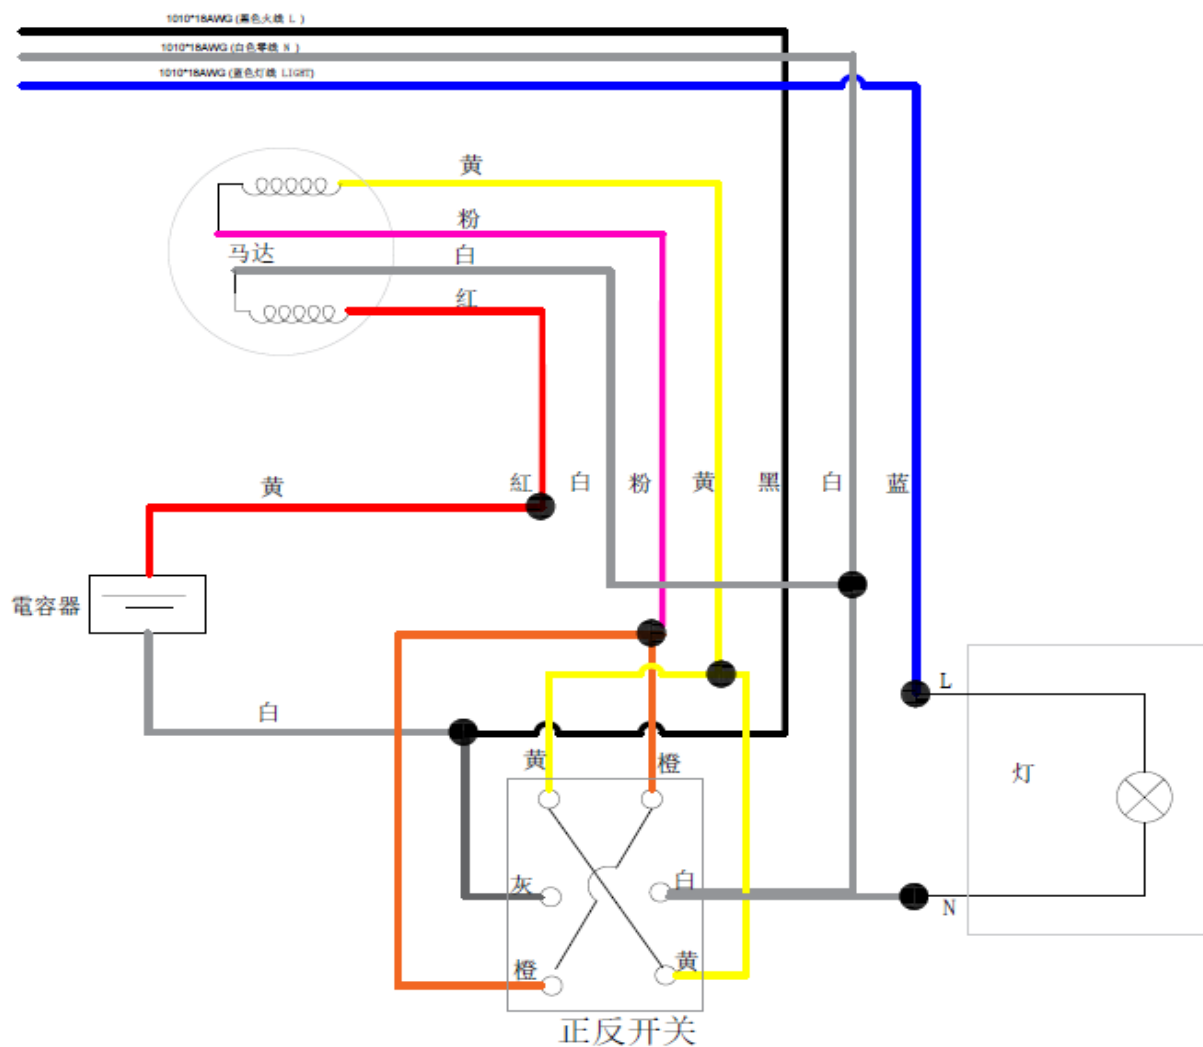 1010*18AWG (黑色火线 L )
1010*18AWG (白色零线 N )
1010*18AWG (蓝色灯线 LIGHT)
黄
粉
马达
白
红
黄
紅
白
粉
黄
黑
白
蓝
電容器
L
白
黄
橙
灯
灰
白
N
橙
黄
正反开关